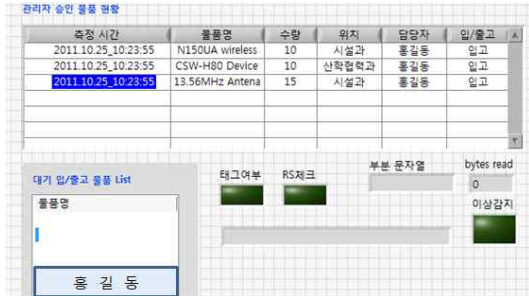 관리자 승인 물품 현황
측정 시간 물품명 수량 위치 담당자 입/출고
2011.10.25_10:23:55 N150UA wireless 10 시설과 홍길동 입고
2011.10.25_10:23:55 CSW-H80 Device 10 산학협력과 홍길동 입고
2011.10.25_10:23:55 13.56MHz Antena 15 시설과 홍길동 입고
대기 입/출고 물품 List
물품명
홍 길 동
태그여부 RS체크 부분 문자열 bytes read
0
이상감지